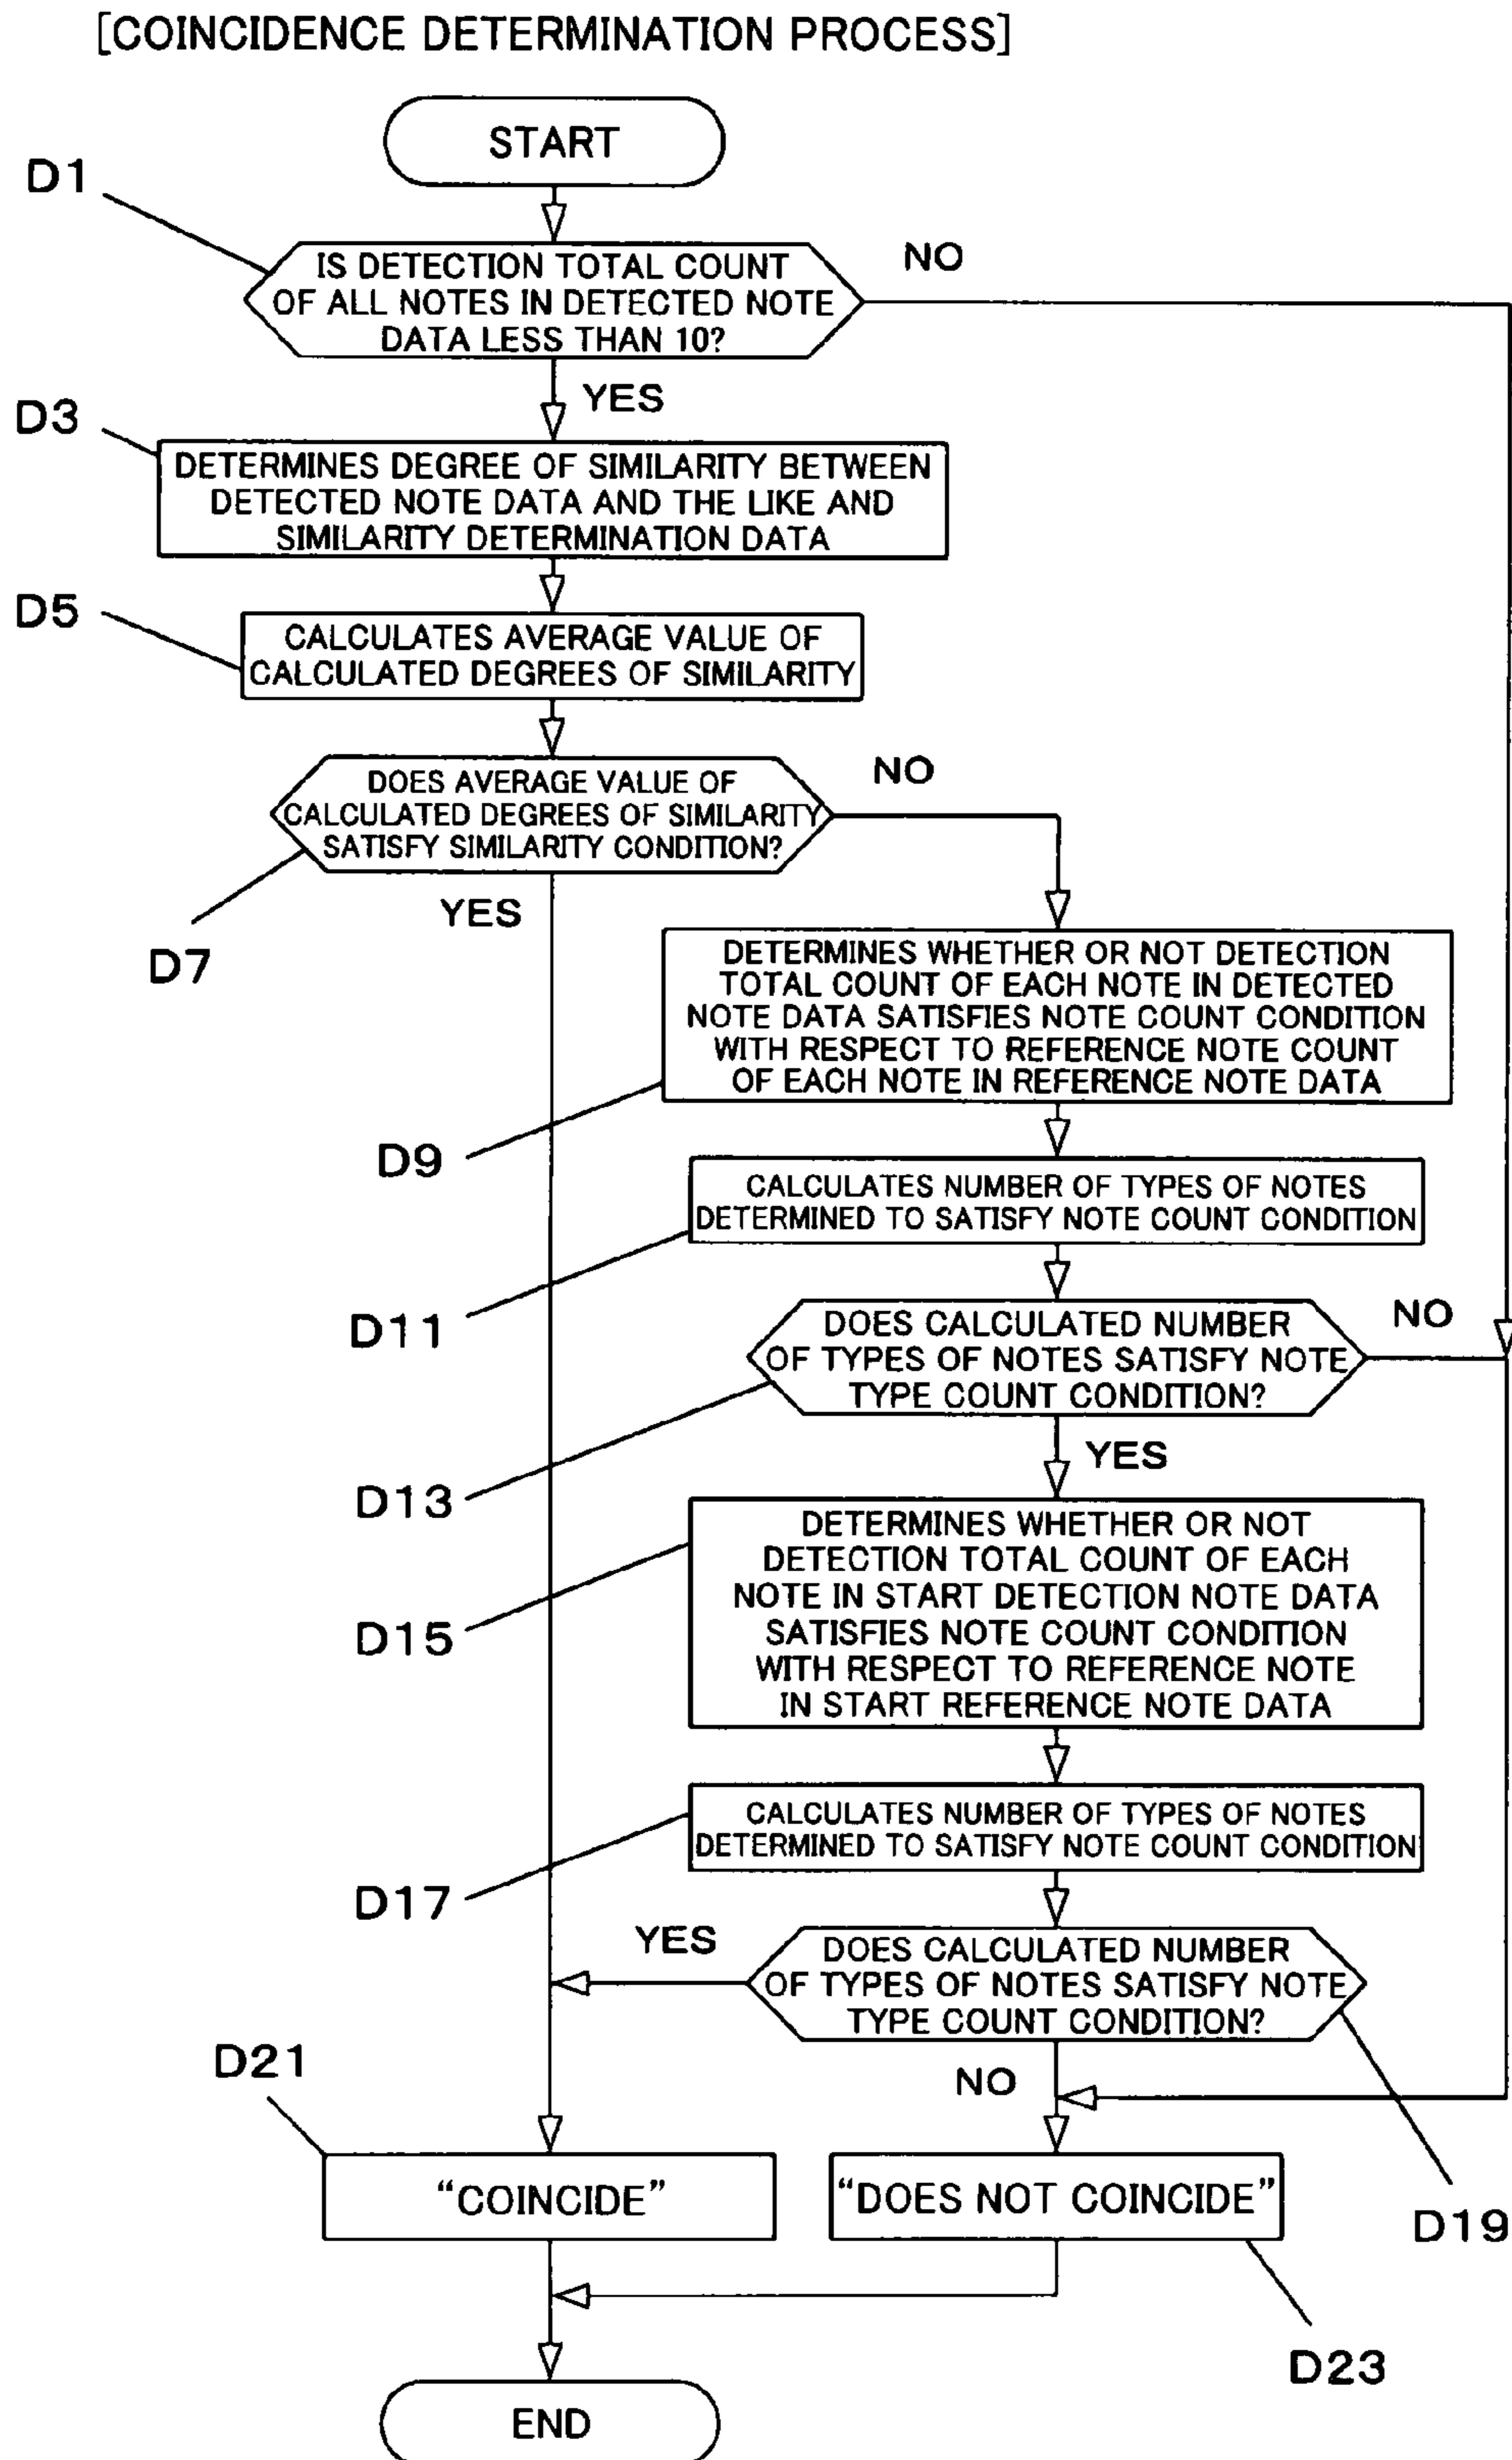 [COINCIDENCE DETERMINATION PROCESS]
START
D1
IS DETECTION TOTAL COUNT
OF ALL NOTES IN DETECTED NOTE
DATA LESS THAN 10?
NO
YES
D3
DETERMINES DEGREE OF SIMILARITY BETWEEN
DETECTED NOTE DATA AND THE LIKE AND
SIMILARITY DETERMINATION DATA
D5
CALCULATES AVERAGE VALUE OF
CALCULATED DEGREES OF SIMILARITY
DOES AVERAGE VALUE OF
CALCULATED DEGREES OF SIMILARITY
SATISFY SIMILARITY CONDITION?
NO
YES
D7
DETERMINES WHETHER OR NOT DETECTION
TOTAL COUNT OF EACH NOTE IN DETECTED
NOTE DATA SATISFIES NOTE COUNT CONDITION
WITH RESPECT TO REFERENCE NOTE COUNT
OF EACH NOTE IN REFERENCE NOTE DATA
D9
CALCULATES NUMBER OF TYPES OF NOTES
DETERMINED TO SATISFY NOTE COUNT CONDITION
D11
DOES CALCULATED NUMBER
OF TYPES OF NOTES SATISFY NOTE
TYPE COUNT CONDITION?
NO
YES
D13
DETERMINES WHETHER OR NOT
DETECTION TOTAL COUNT OF EACH
NOTE IN START DETECTION NOTE DATA
SATISFIES NOTE COUNT CONDITION
WITH RESPECT TO REFERENCE NOTE
IN START REFERENCE NOTE DATA
D15
CALCULATES NUMBER OF TYPES OF NOTES
DETERMINED TO SATISFY NOTE COUNT CONDITION
D17
YES
DOES CALCULATED NUMBER
OF TYPES OF NOTES SATISFY NOTE
TYPE COUNT CONDITION?
NO
D21
"COINCIDE"
"DOES NOT COINCIDE"
D19
D23
END